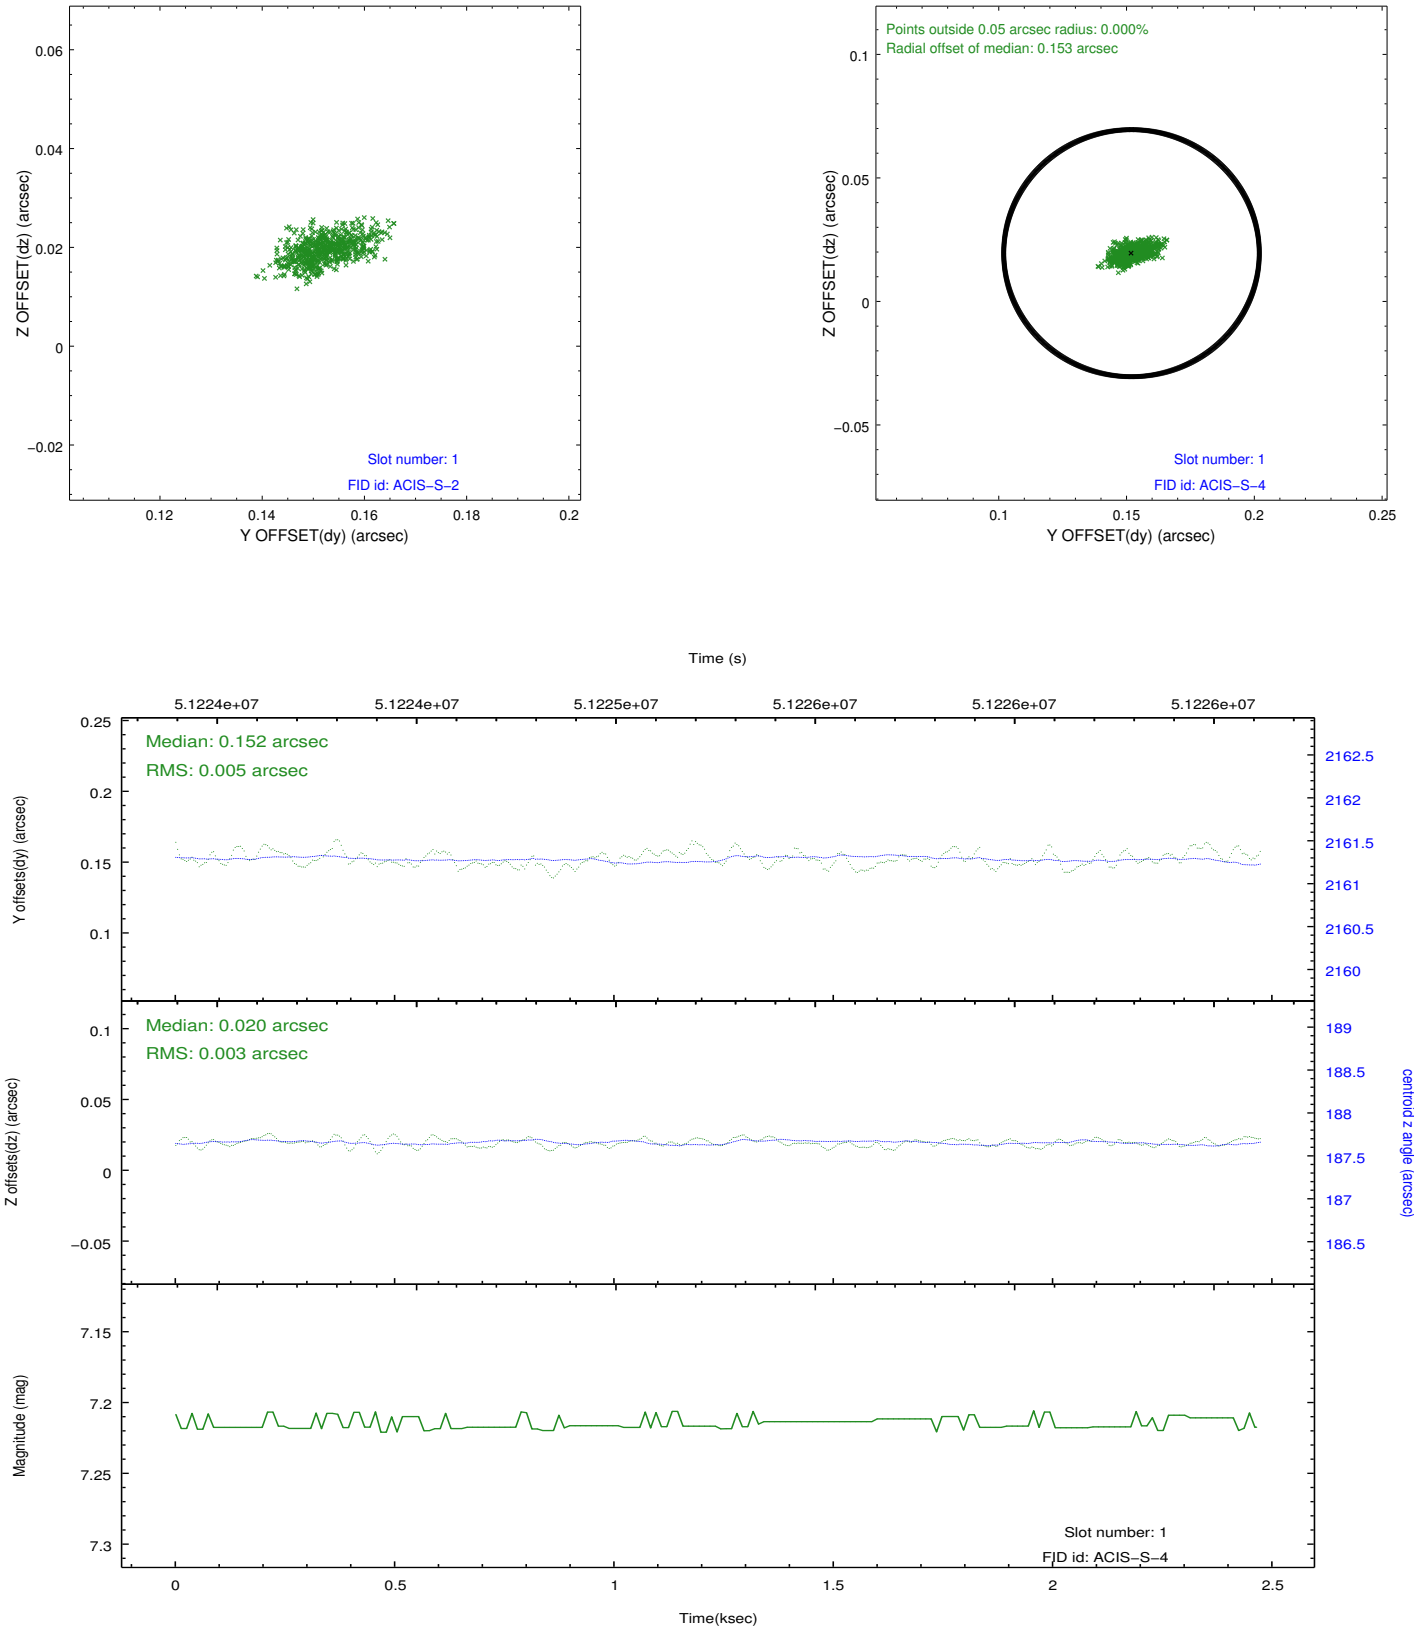 0.06
0.04
0.02
0
−0.02
Z OFFSET(dz) (arcsec)
Slot number: 1
FID id: ACIS−S−2
0.12 0.14 0.16 0.18 0.2
Y OFFSET(dy) (arcsec)
Points outside 0.05 arcsec radius: 0.000%
Radial offset of median: 0.153 arcsec
0.1
0.05
0
−0.05
Z OFFSET(dz) (arcsec)
Slot number: 1
FID id: ACIS−S−4
0.1 0.15 0.2 0.25
Y OFFSET(dy) (arcsec)
Time (s)
5.1224e+07 5.1224e+07 5.1225e+07 5.1226e+07 5.1226e+07 5.1226e+07
Median: 0.152 arcsec
RMS: 0.005 arcsec
0.25
0.2
0.15
0.1
Y offsets(dy) (arcsec)
2162.5
2162
2161.5
2161
2160.5
2160
Median: 0.020 arcsec
RMS: 0.003 arcsec
0.1
0.05
0
−0.05
Z offsets(dz) (arcsec)
189
188.5
188
187.5
187
186.5
centroid z angle (arcsec)
7.15
7.2
7.25
7.3
Magnitude (mag)
Slot number: 1
FID id: ACIS−S−4
0 0.5 1 1.5 2 2.5
Time(ksec)